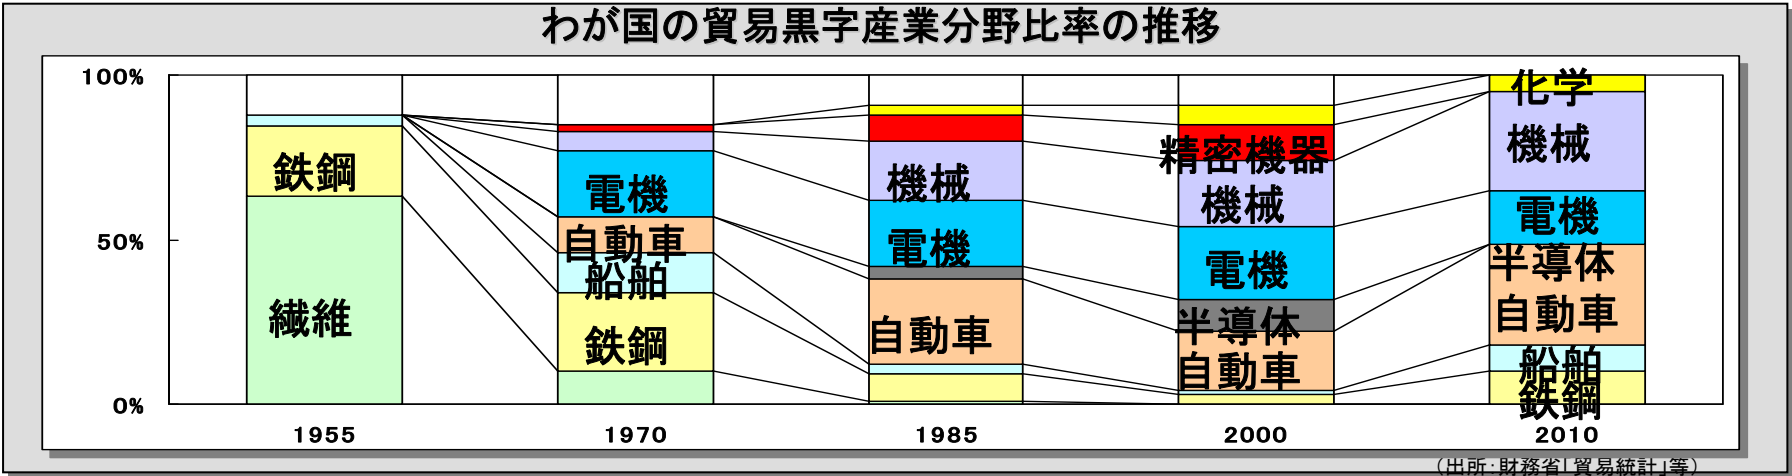 わが国の貿易黒字産業分野比率の推移
100%
50%
0%
鉄鋼
繊維
電機
自動車
船舶
鉄鋼
機械
電機
自動車
精密機器
機械
電機
半導体
自動車
化学
機械
電機
半導体
自動車
船舶
鉄鋼
1955 1970 1985 2000 2010
(出所:財務省「貿易統計」等)